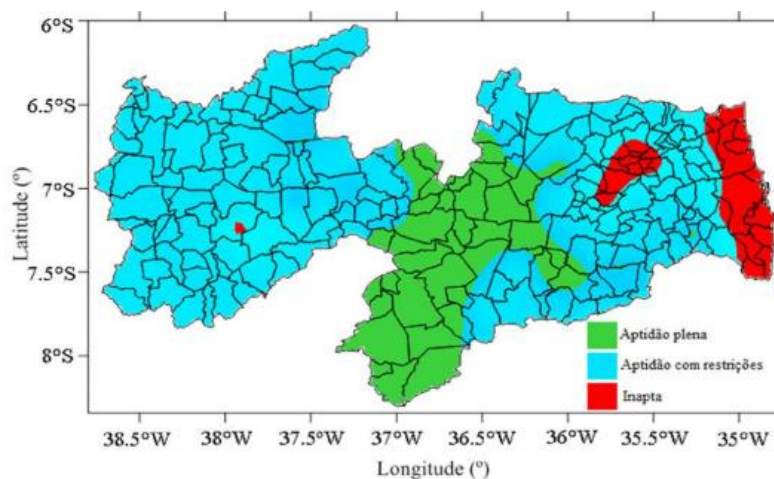 6°S
6.5°S
7°S
7.5°S
8°S
Latitude (º)
Aptidão plena
Aptidão com restrições
Inapta
38.5°W 38°W 37.5°W 37°W 36.5°W 36°W 35.5°W 35°W
Longitude (º)